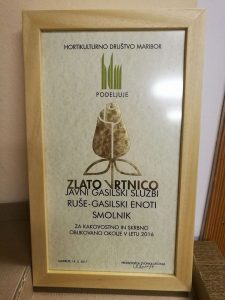 HORTIKULTURNO DRUŠTVO MARIBOR
hdm
PODELJUJE
ZLATO VRTNICO
JAVNI GASILSKI SLUŽBI
RUŠE-GASILSKI ENOTI
SMOLNIK
ZA KAKOVOSTNO IN SKRBNO
OBLIKOVANO OKOLJE V LETU 2016